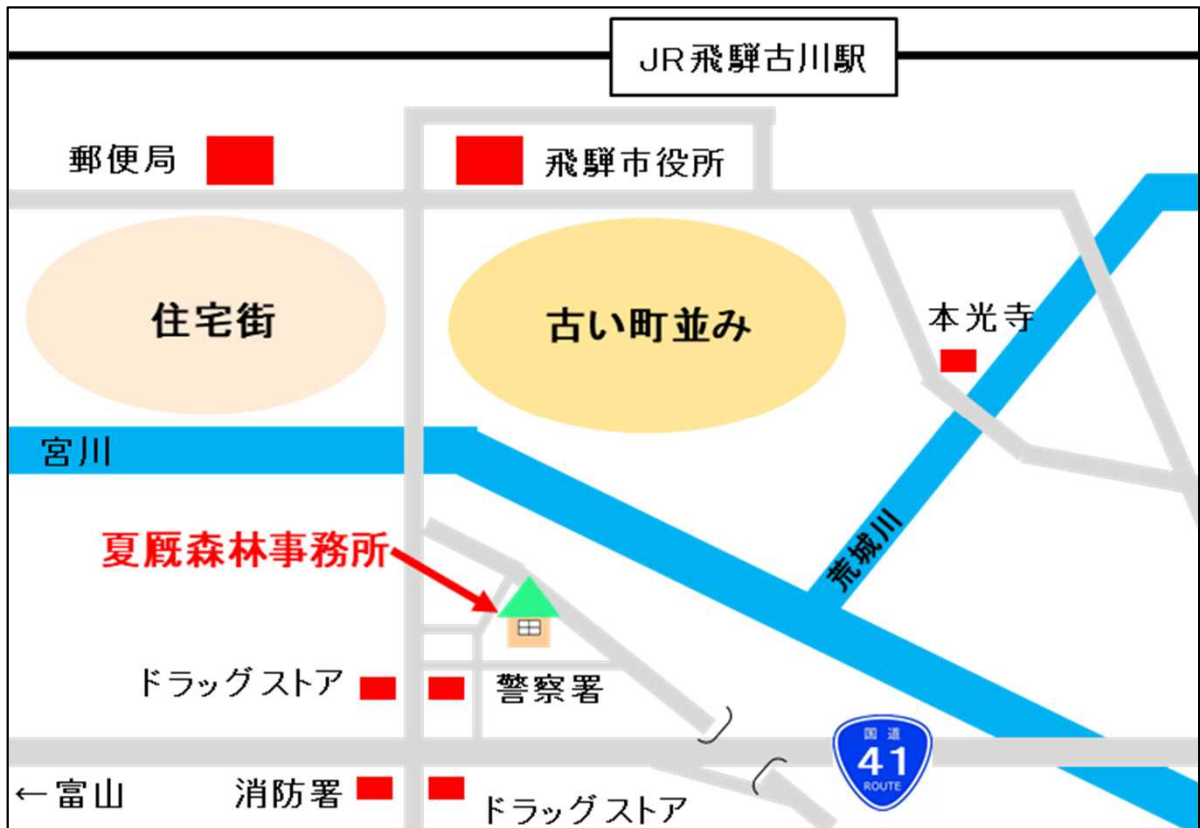 JR飛騨古川駅
郵便局
飛騨市役所
住宅街
古い町並み
本光寺
宮川
荒城川
夏厩森林事務所
ドラッグストア
警察署
国道
41
ROUTE
←富山
消防署
ドラッグストア